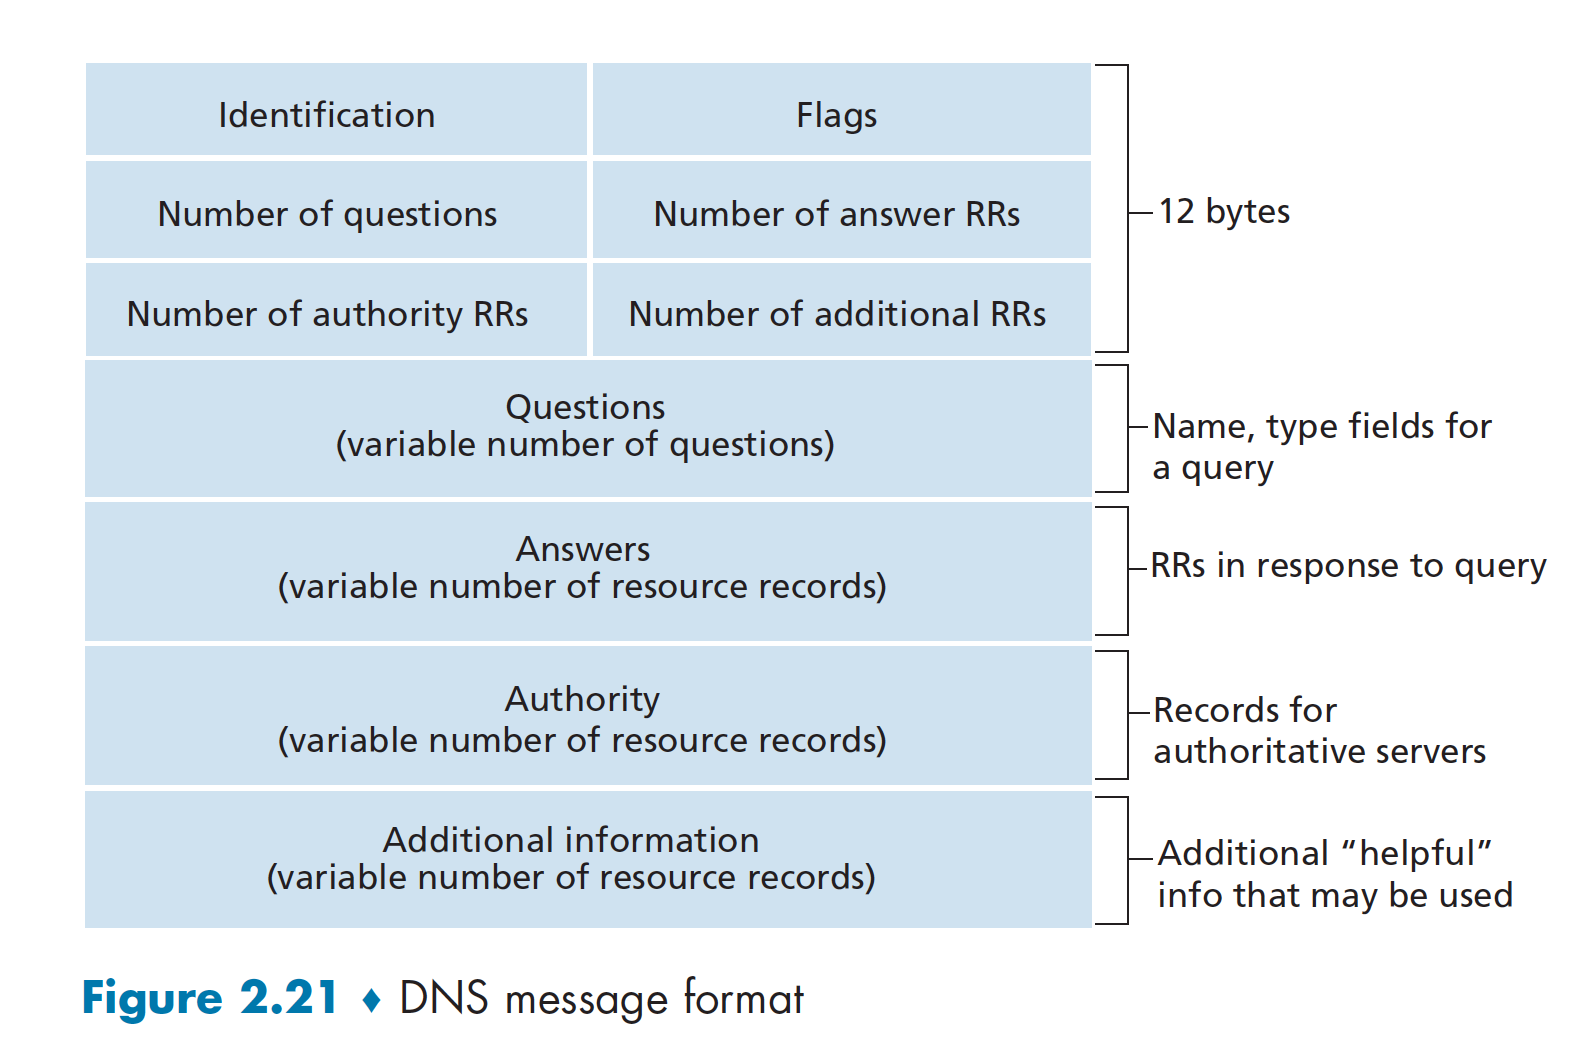 Identification
Flags
Number of questions
Number of answer RRs
12 bytes
Number of authority RRs
Number of additional RRs
Questions
(variable number of questions)
Name, type fields for
a query
Answers
(variable number of resource records)
RRs in response to query
Authority
(variable number of resource records)
Records for
authoritative servers
Additional information
(variable number of resource records)
Additional “helpful”
info that may be used
Figure 2.21 ♦ DNS message format